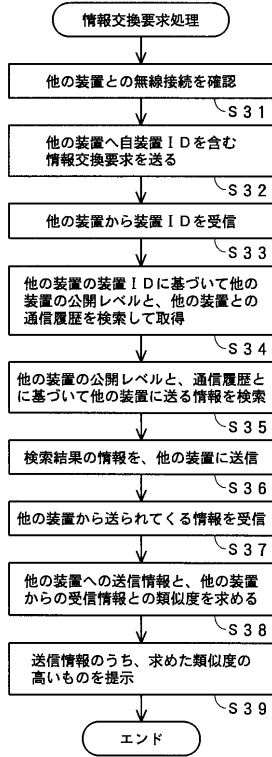 情報交換要求処理
他の装置との無線接続を確認
S31
他の装置へ自装置IDを含む
情報交換要求を送る
S32
他の装置から装置IDを受信
S33
他の装置の装置IDに基づいて他の
装置の公開レベルと、他の装置との
通信履歴を検索して取得
S34
他の装置の公開レベルと、通信履歴と
に基づいて他の装置に送る情報を検索
S35
検索結果の情報を、他の装置に送信
S36
他の装置から送られてくる情報を受信
S37
他の装置への送信情報と、他の装置
からの受信情報との類似度を求める
S38
送信情報のうち、求めた類似度の
高いものを提示
S39
エンド